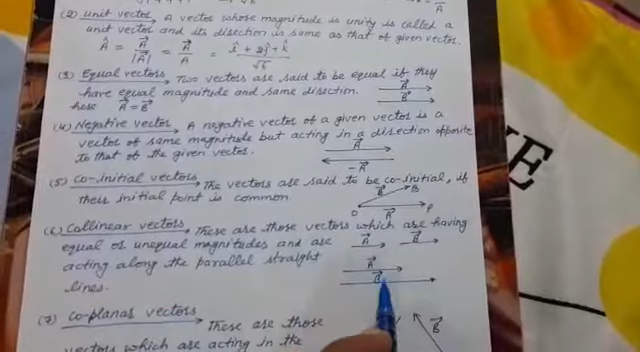 (2) unit vector → A vector whose magnitude is unity is called a
unit vector and its direction is same as that of given vector.
Â = A⃗/|A⃗| = A⃗/A = î + 2ĵ + k̂/√6
(3) Equal vectors → Two vectors are said to be equal if they
have equal magnitude and same direction.
A⃗
B⃗
here A⃗ = B⃗
(4) Negative vector → A negative vector of a given vector is a
vector of same magnitude but acting in a direction opposite
to that of the given vector.
A⃗
-A⃗
(5) Co-initial vectors → The vectors are said to be co-initial, if
their initial point is common.
B⃗ B
O A⃗ P
(6) Collinear vectors → These are those vectors which are having
equal or unequal magnitudes and are
A⃗ B⃗
acting along the parallel straight
lines.
A⃗
B⃗
(7) Co-planar vectors → These are those
vectors which are acting in the
B⃗